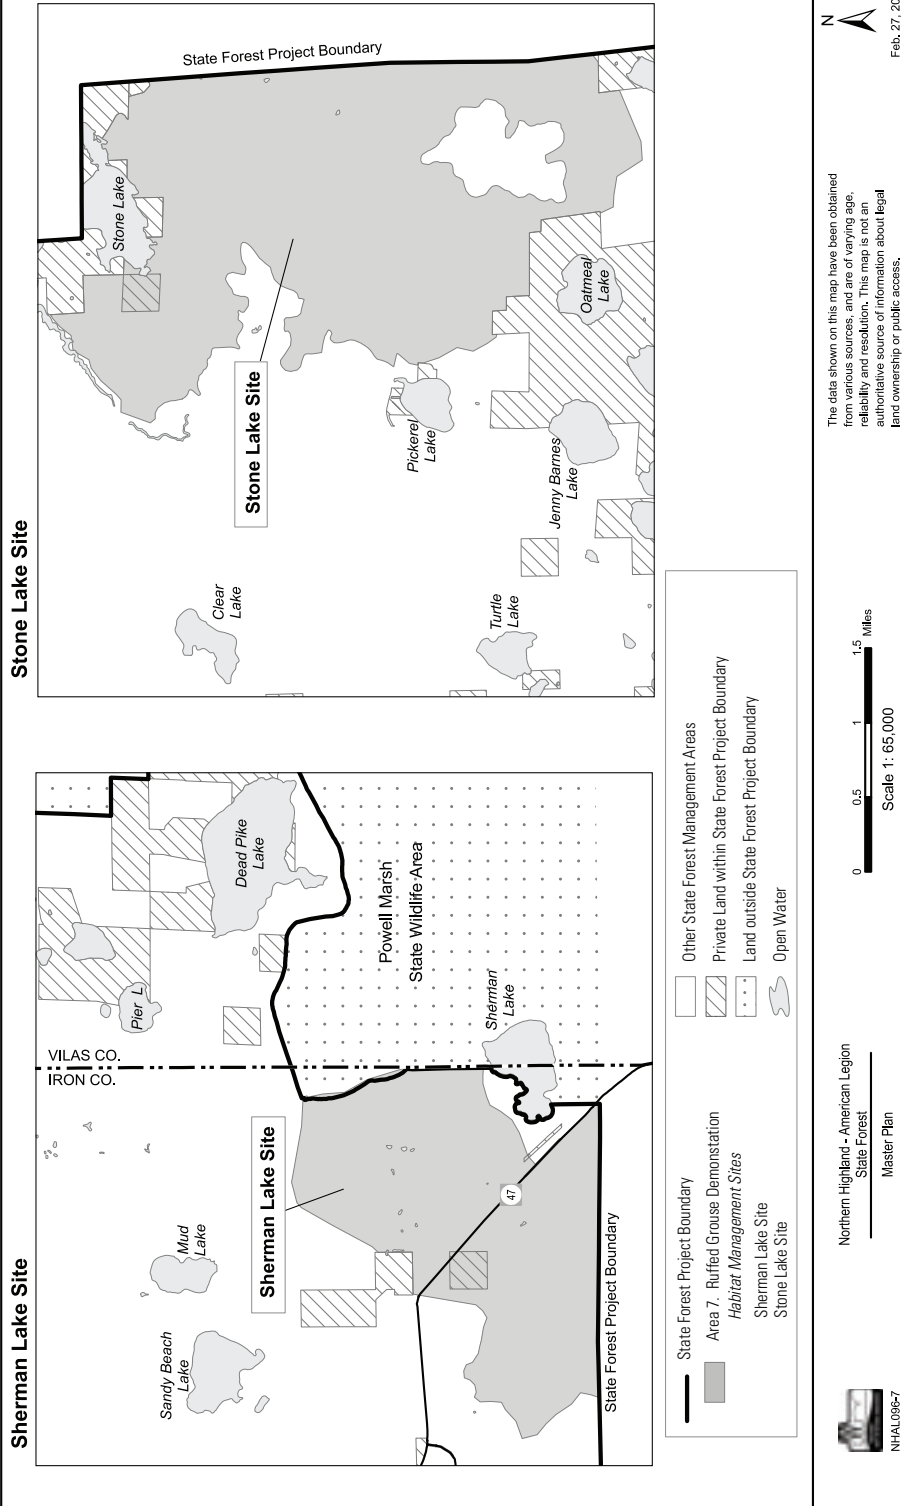 Sherman Lake Site
Sandy Beach
Lake
Mud
Lake
Sherman Lake Site
IRON CO.
VILAS CO.
Pier L
Dead Pike
Lake
Powell Marsh
State Wildlife Area
Sherman
Lake
47
State Forest Project Boundary
Stone Lake Site
Clear
Lake
Stone Lake Site
Stone Lake
State Forest Project Boundary
Pickerel
Lake
Turtle
Lake
Jenny Barnes
Lake
Oatmeal
Lake
State Forest Project Boundary
Area 7. Ruffed Grouse Demonstation
Habitat Management Sites
Sherman Lake Site
Stone Lake Site
Other State Forest Management Areas
Private Land within State Forest Project Boundary
Land outside State Forest Project Boundary
Open Water
NHAL096-7
Northern Highland - American Legion
State Forest
Master Plan
0 0.5 1 1.5
Miles
Scale 1: 65,000
The data shown on this map have been obtained
from various sources, and are of varying age,
reliability and resolution. This map is not an
authoritative source of information about legal
land ownership or public access.
N
Feb. 27,